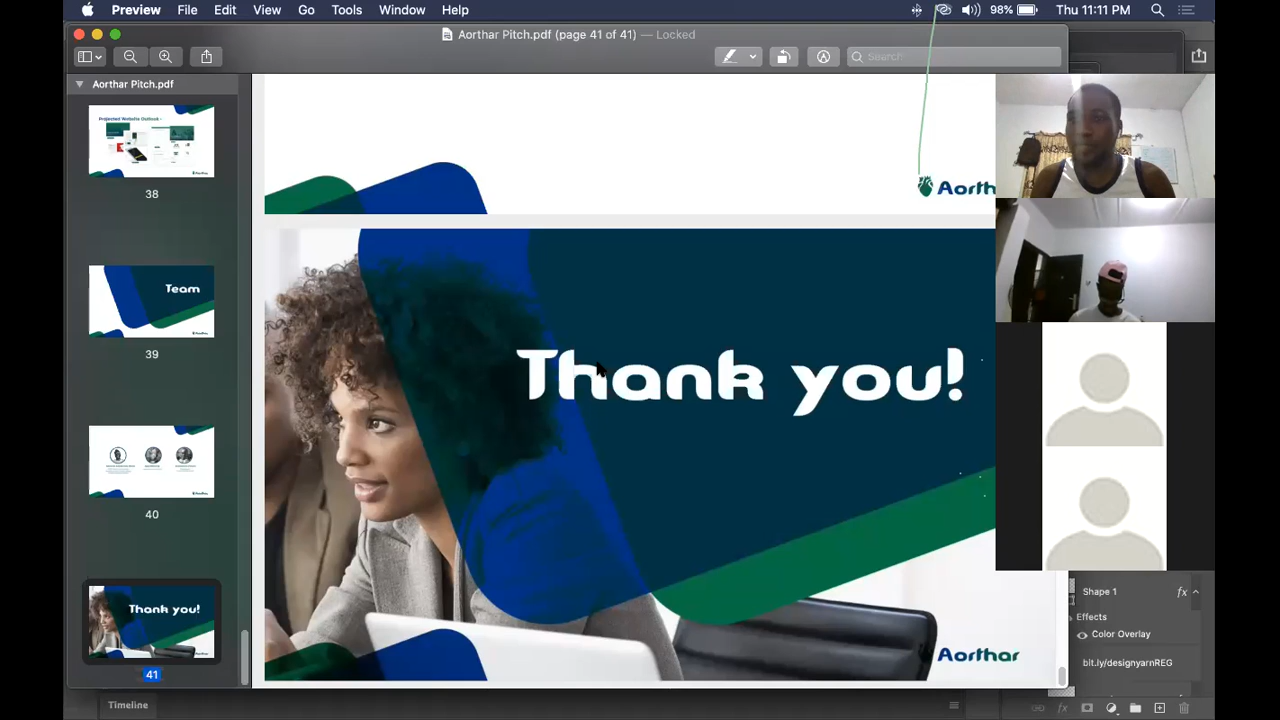 Preview File Edit View Go Tools Window Help 98% Thu 11:11 PM
Aorthar Pitch.pdf (page 41 of 41) — Locked
Search
Aorthar Pitch.pdf
Projected Website Outlook -
38
Team
39
40
Thank you!
41
Aorth
Thank you!
Aorthar
Shape 1 fx
Effects
Color Overlay
bit.ly/designyarnREG
fx
Timeline